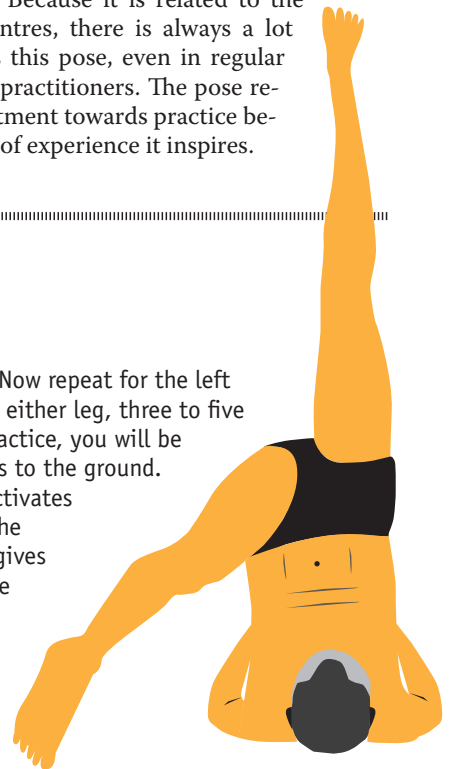 Because it is related to the
ntres, there is always a lot
this pose, even in regular
practitioners. The pose re-
tment towards practice be-
of experience it inspires.
Now repeat for the left
either leg, three to five
actice, you will be
s to the ground.
ctivates
he
gives
e